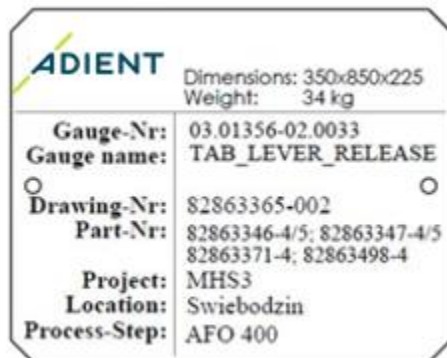 ADIENT
Dimensions: 350x850x225
Weight: 34 kg
Gauge-Nr: 03.01356-02.0033
Gauge name: TAB_LEVER_RELEASE
Drawing-Nr: 82863365-002
Part-Nr: 82863346-4/5; 82863347-4/5
82863371-4; 82863498-4
Project: MHS3
Location: Swiebodzin
Process-Step: AFO 400